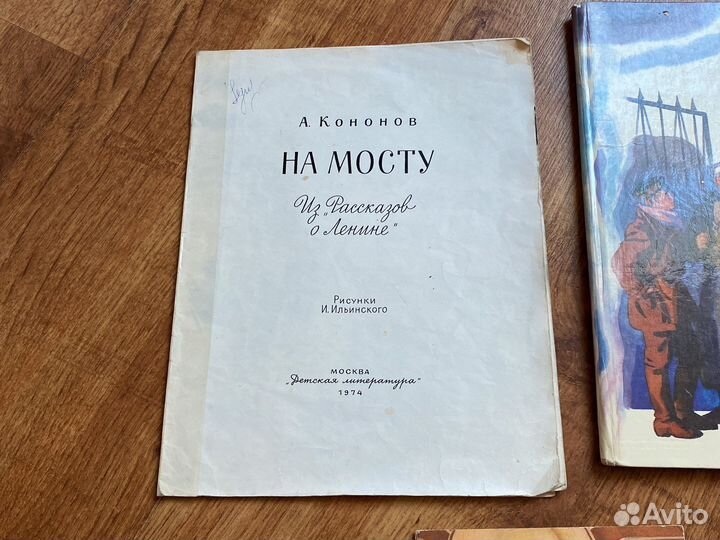 А. Кононов
НА МОСТУ
Из „Рассказов
о Ленине“
Рисунки
И. Ильинского
МОСКВА
„Детская литература“
1974
Avito